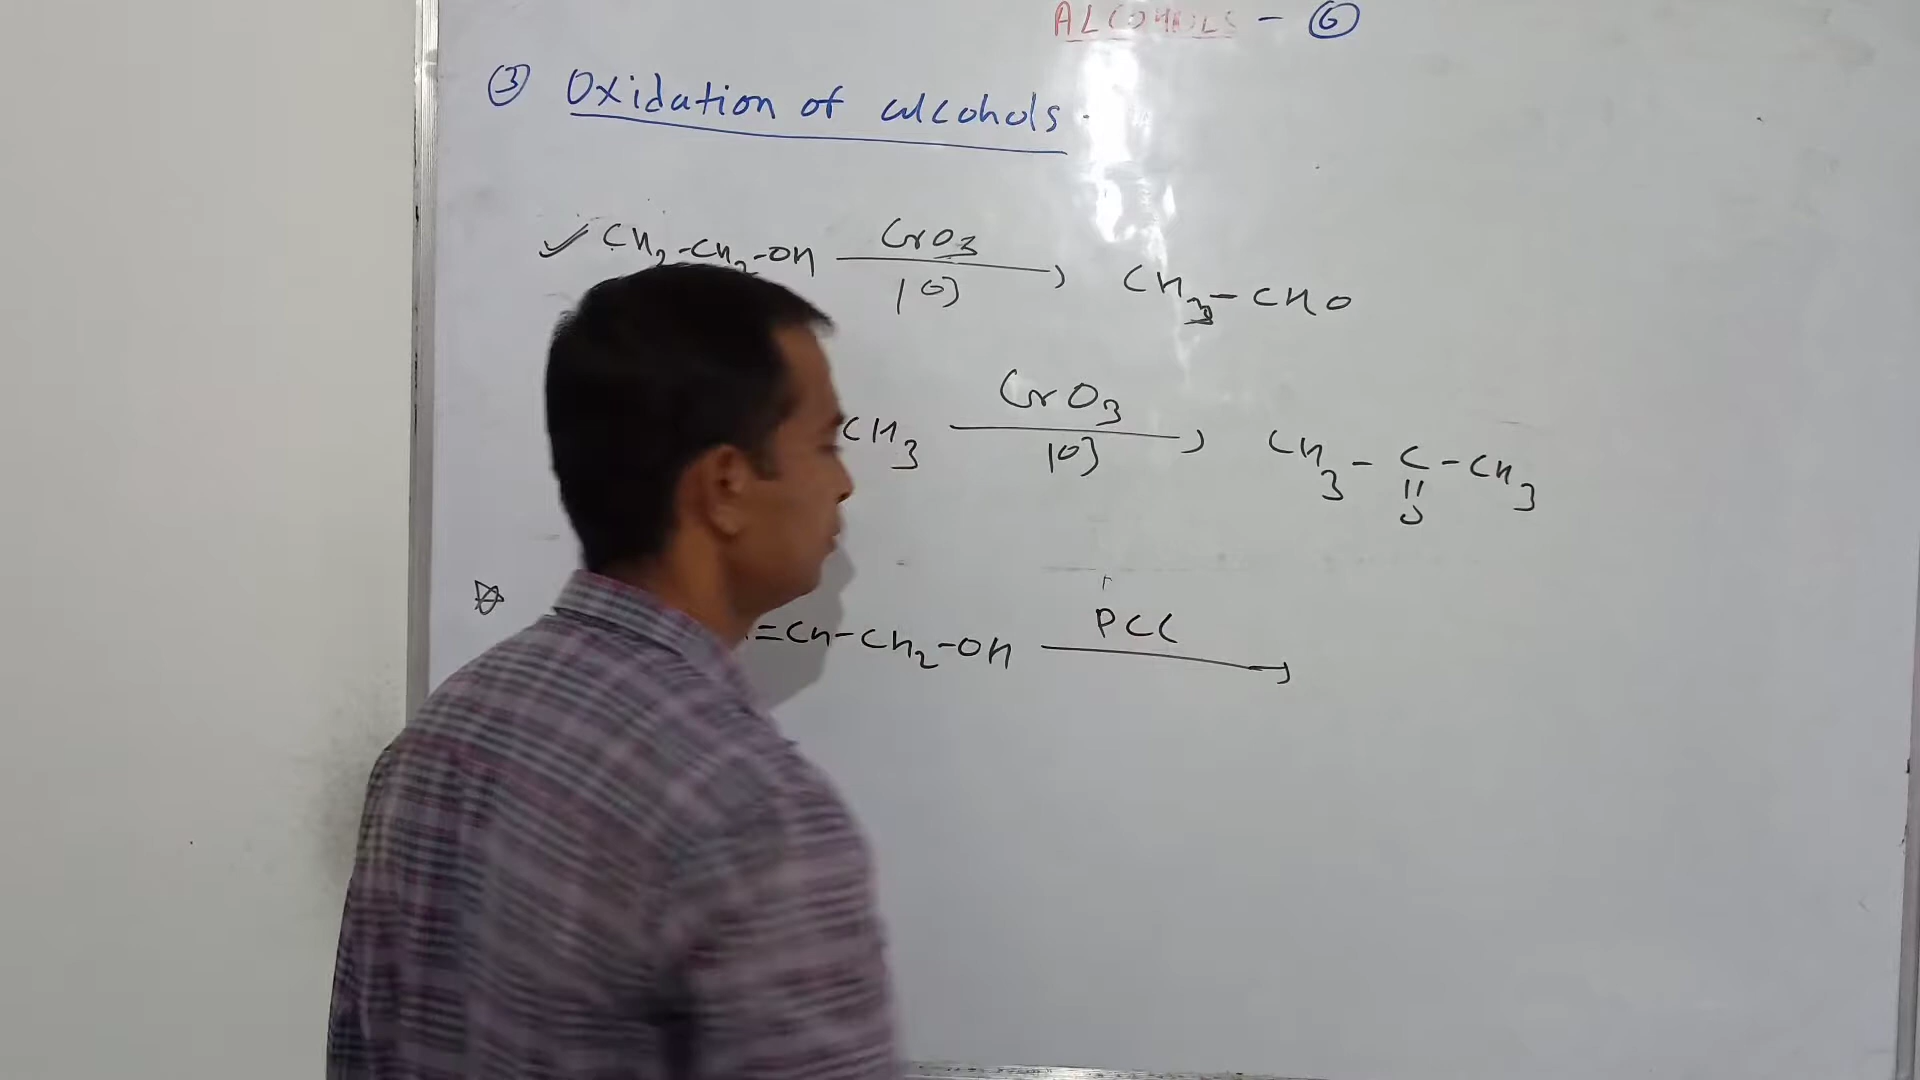 ALCOHOLS - ⑥
③ Oxidation of alcohols.
CH₂-CH₂-OH CrO₃ [O] → CH₃-CHO
CH₃ CrO₃ [O] → CH₃-C-CH₃
||
O
=CH-CH₂-OH PCC →